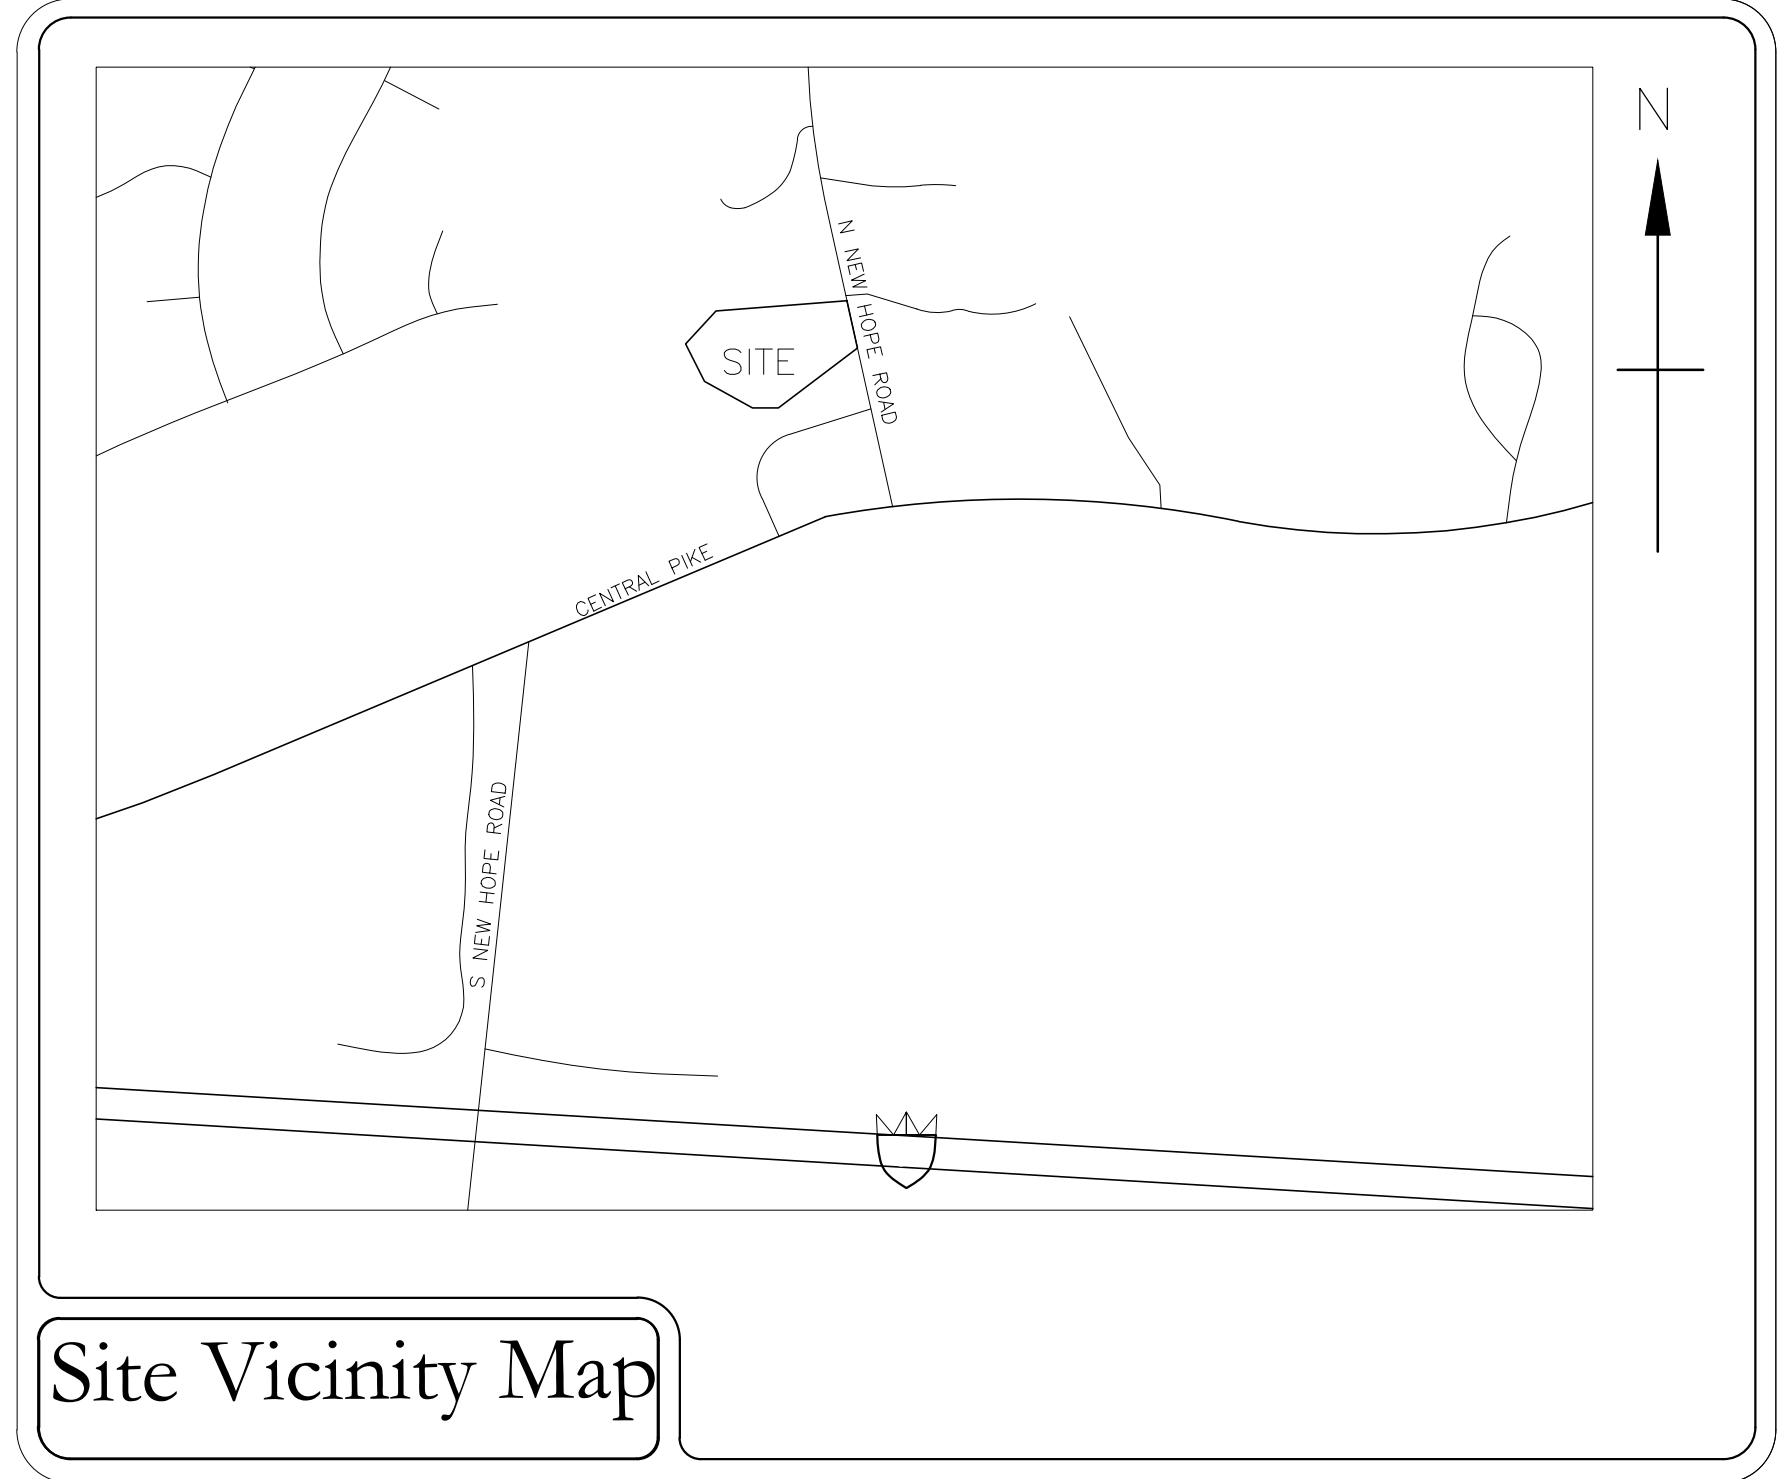 N
N NEW HOPE ROAD
SITE
CENTRAL PIKE
S NEW HOPE ROAD
Site Vicinity Map